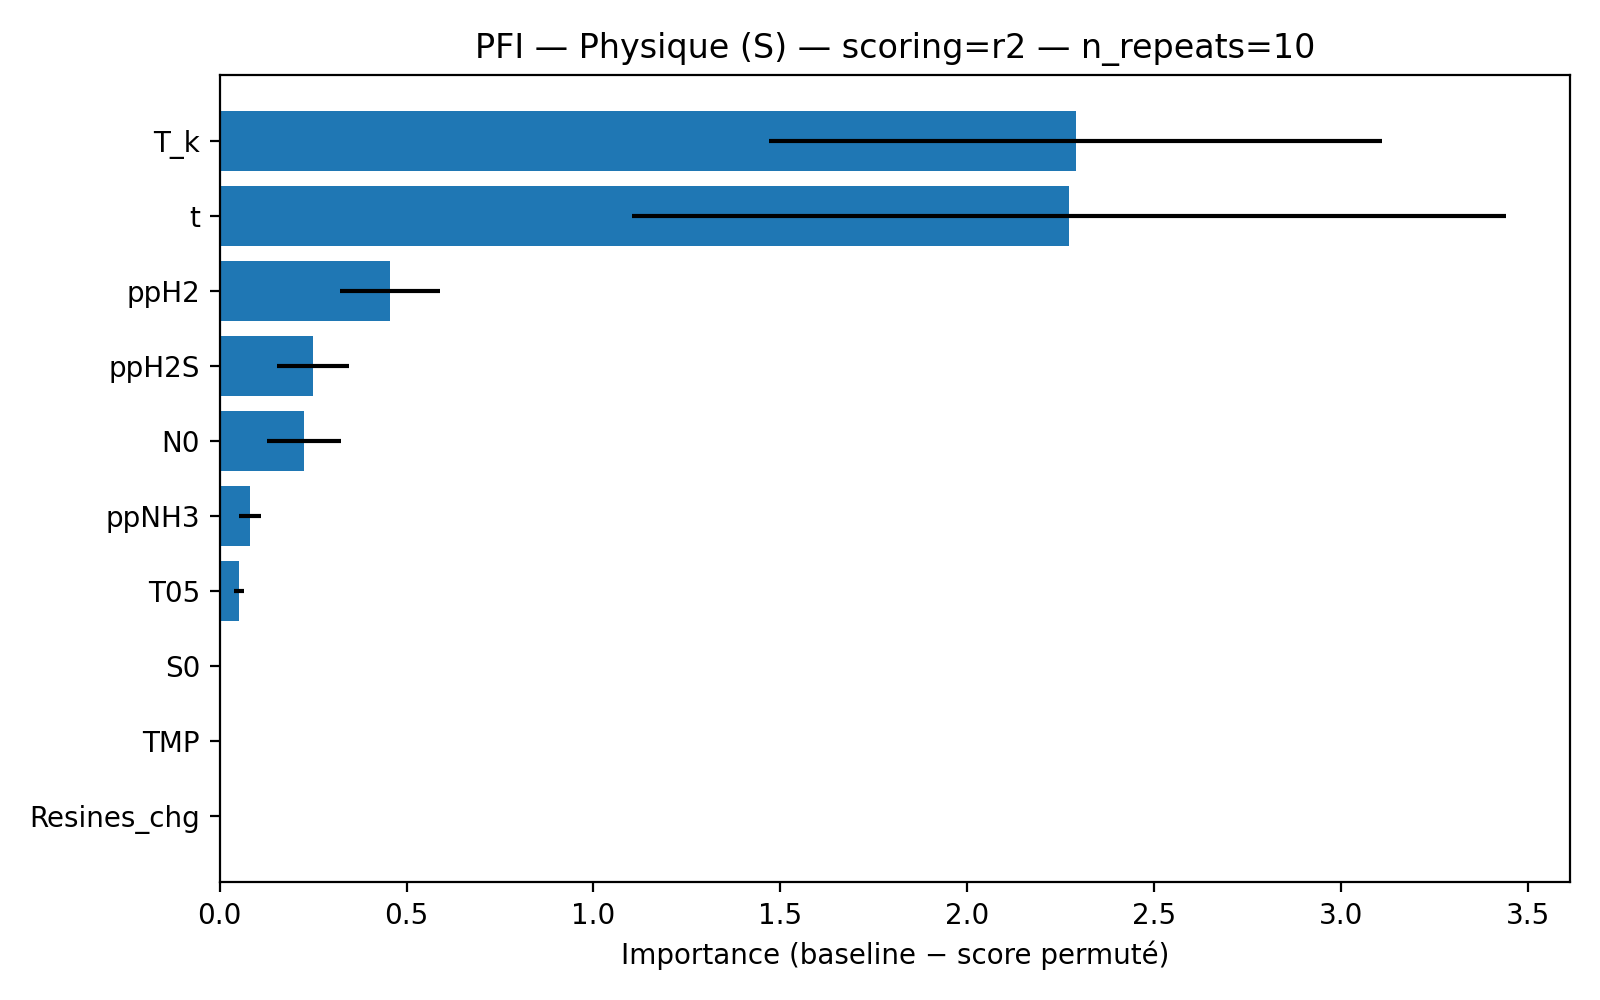 PFI — Physique (S) — scoring=r2 — n_repeats=10
T_k
t
ppH2
ppH2S
N0
ppNH3
T05
S0
TMP
Resines_chg
0.0 0.5 1.0 1.5 2.0 2.5 3.0 3.5
Importance (baseline − score permuté)